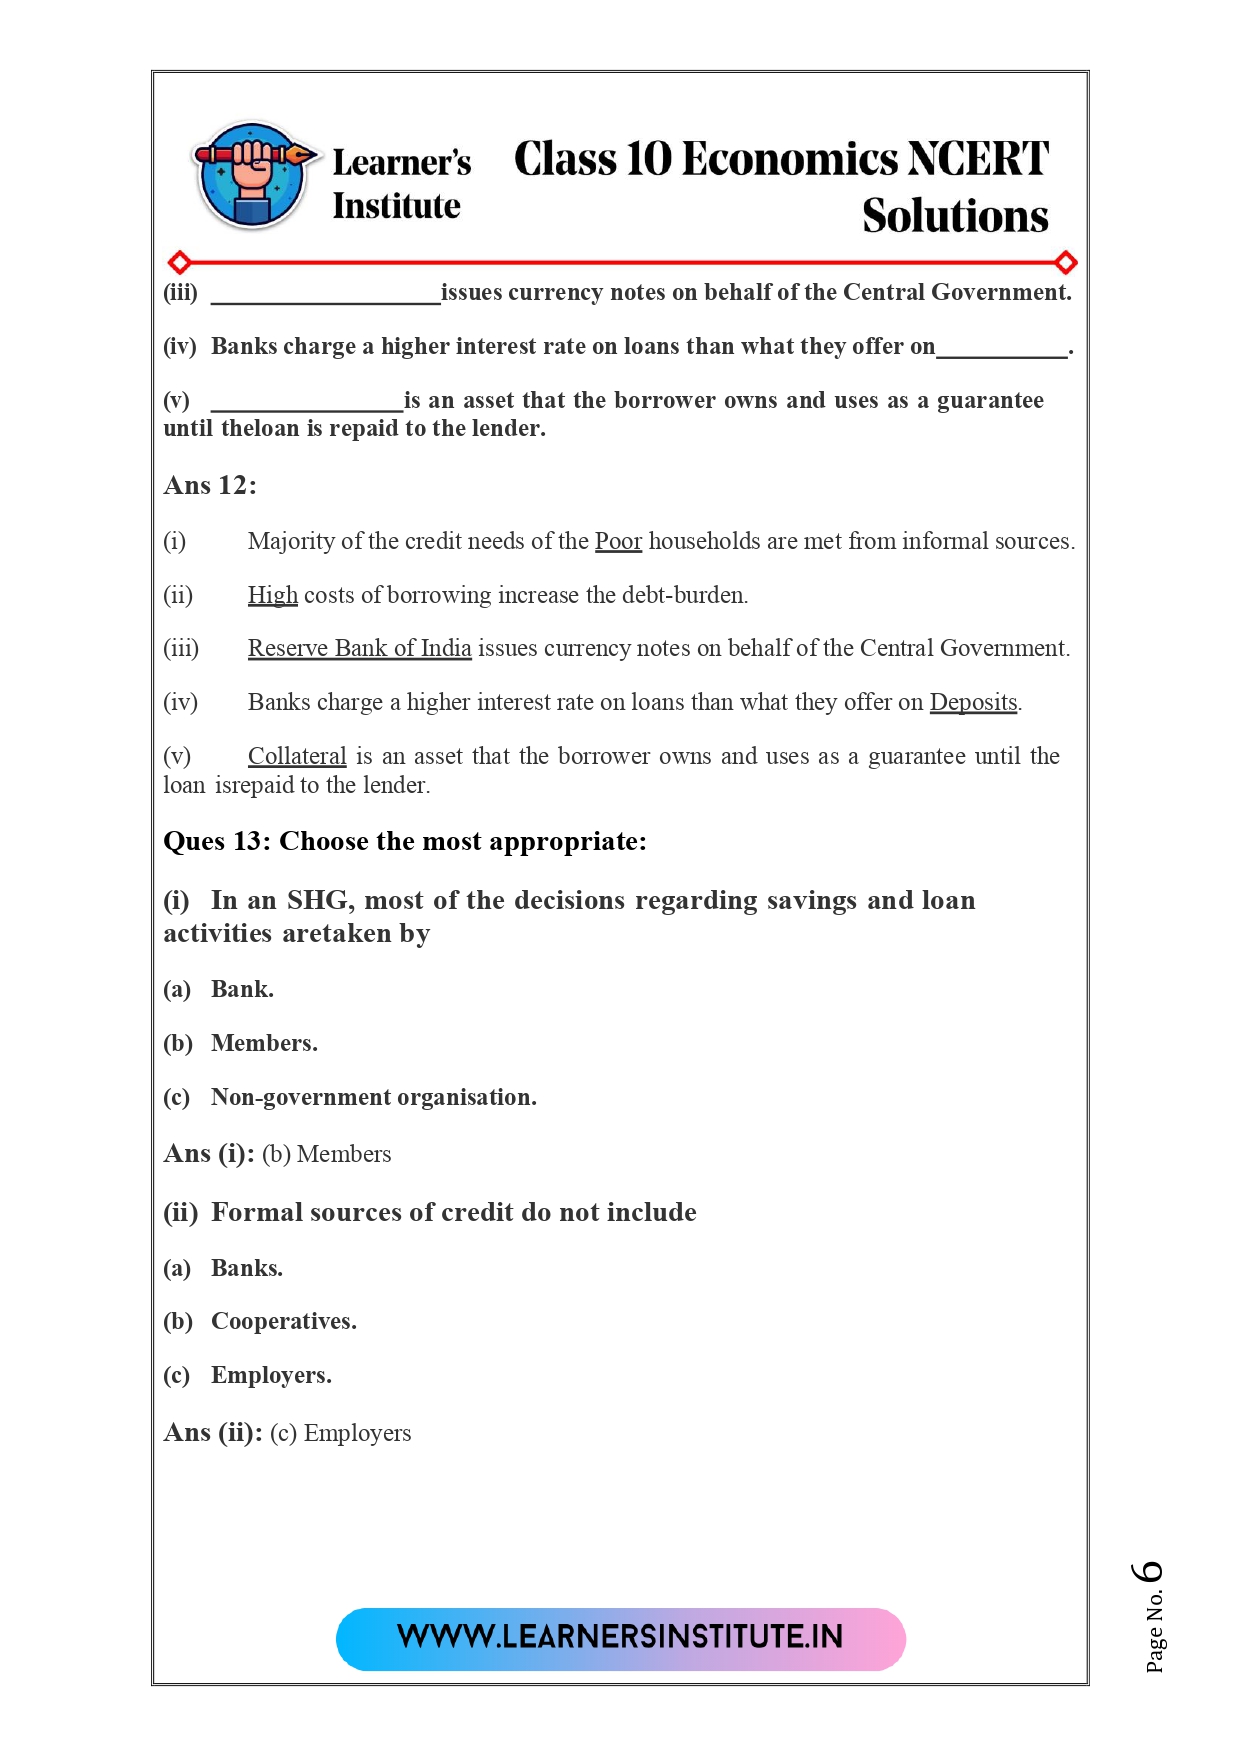 Learner's
Institute
Class 10 Economics NCERT
Solutions
(iii) ___________________issues currency notes on behalf of the Central Government.
(iv) Banks charge a higher interest rate on loans than what they offer on___________.
(v) ________________is an asset that the borrower owns and uses as a guarantee
until theloan is repaid to the lender.
Ans 12:
(i) Majority of the credit needs of the Poor households are met from informal sources.
(ii) High costs of borrowing increase the debt-burden.
(iii) Reserve Bank of India issues currency notes on behalf of the Central Government.
(iv) Banks charge a higher interest rate on loans than what they offer on Deposits.
(v) Collateral is an asset that the borrower owns and uses as a guarantee until the
loan isrepaid to the lender.
Ques 13: Choose the most appropriate:
(i) In an SHG, most of the decisions regarding savings and loan
activities aretaken by
(a) Bank.
(b) Members.
(c) Non-government organisation.
Ans (i): (b) Members
(ii) Formal sources of credit do not include
(a) Banks.
(b) Cooperatives.
(c) Employers.
Ans (ii): (c) Employers
WWW.LEARNERSINSTITUTE.IN
Page No. 6